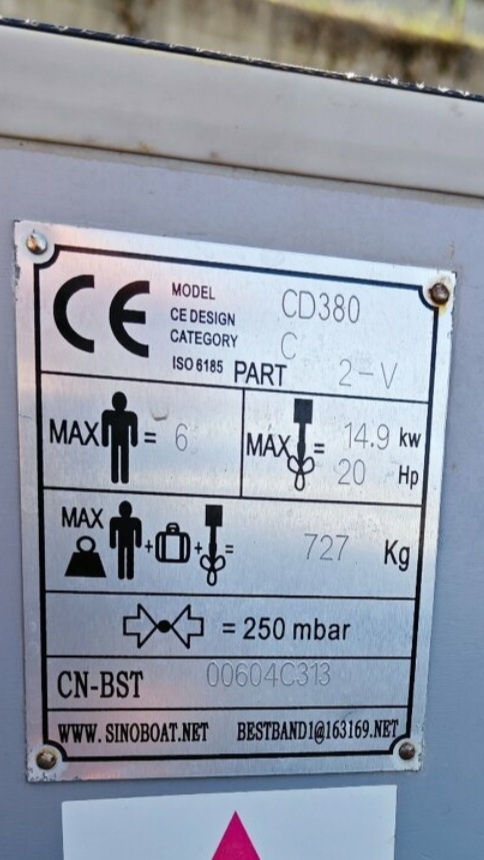 CE
MODEL CD380
CE DESIGN
CATEGORY C
ISO 6185 PART 2-V
MAX = 6
MÁX = 14.9 kw
20 Hp
MAX
+ + = 727 Kg
= 250 mbar
CN-BST 00604C313
WWW. SINOBOAT.NET BESTBAND1@163169.NET